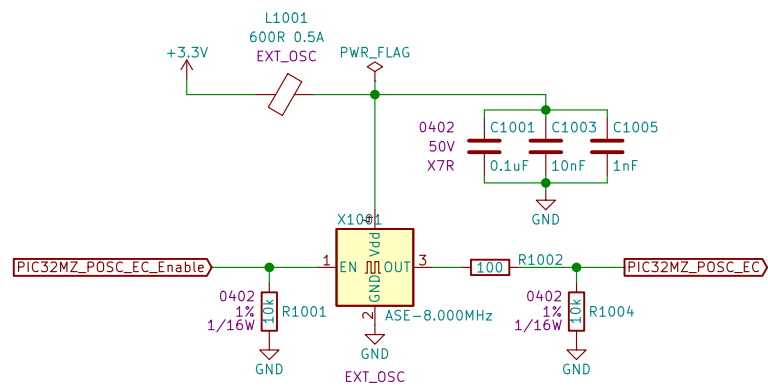 L1001
600R 0.5A
EXT_OSC
+3.3V
PWR_FLAG
0402
50V
X7R
C1001
0.1uF
C1003
10nF
C1005
1nF
GND
X1001
4
Vdd
PIC32MZ_POSC_EC_Enable
1
EN
OUT
3
100
R1002
PIC32MZ_POSC_EC
GND
2
0402
1%
1/16W
10k
R1001
ASE-8.000MHz
0402
1%
1/16W
10k
R1004
GND
GND
GND
EXT_OSC